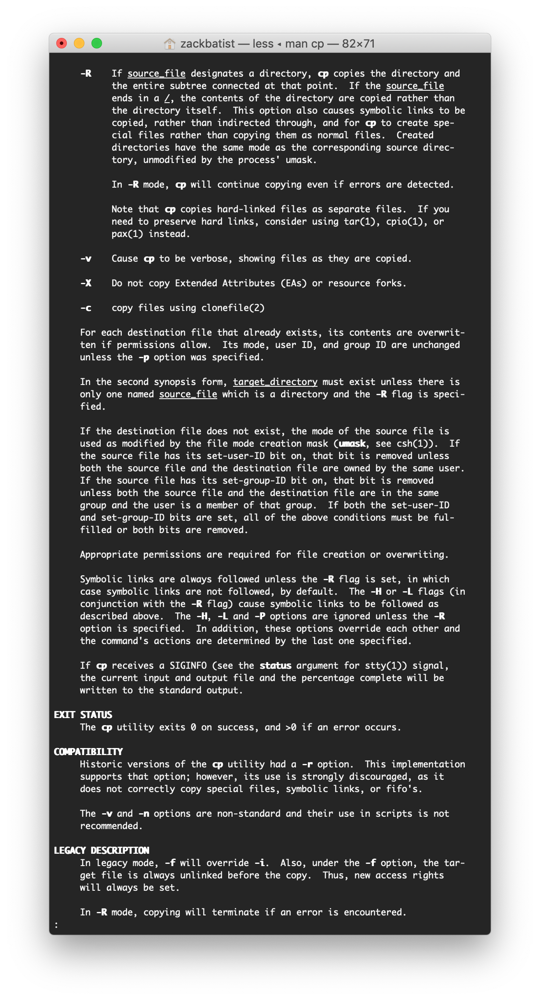 zackbatist — less ◂ man cp — 82×71
-R If source_file designates a directory, cp copies the directory and
the entire subtree connected at that point. If the source_file
ends in a /, the contents of the directory are copied rather than
the directory itself. This option also causes symbolic links to be
copied, rather than indirected through, and for cp to create spe-
cial files rather than copying them as normal files. Created
directories have the same mode as the corresponding source direc-
tory, unmodified by the process' umask.
In -R mode, cp will continue copying even if errors are detected.
Note that cp copies hard-linked files as separate files. If you
need to preserve hard links, consider using tar(1), cpio(1), or
pax(1) instead.
-v Cause cp to be verbose, showing files as they are copied.
-X Do not copy Extended Attributes (EAs) or resource forks.
-c copy files using clonefile(2)
For each destination file that already exists, its contents are overwrit-
ten if permissions allow. Its mode, user ID, and group ID are unchanged
unless the -p option was specified.
In the second synopsis form, target_directory must exist unless there is
only one named source_file which is a directory and the -R flag is speci-
fied.
If the destination file does not exist, the mode of the source file is
used as modified by the file mode creation mask (umask, see csh(1)). If
the source file has its set-user-ID bit on, that bit is removed unless
both the source file and the destination file are owned by the same user.
If the source file has its set-group-ID bit on, that bit is removed
unless both the source file and the destination file are in the same
group and the user is a member of that group. If both the set-user-ID
and set-group-ID bits are set, all of the above conditions must be ful-
filled or both bits are removed.
Appropriate permissions are required for file creation or overwriting.
Symbolic links are always followed unless the -R flag is set, in which
case symbolic links are not followed, by default. The -H or -L flags (in
conjunction with the -R flag) cause symbolic links to be followed as
described above. The -H, -L and -P options are ignored unless the -R
option is specified. In addition, these options override each other and
the command's actions are determined by the last one specified.
If cp receives a SIGINFO (see the status argument for stty(1)) signal,
the current input and output file and the percentage complete will be
written to the standard output.
EXIT STATUS
The cp utility exits 0 on success, and >0 if an error occurs.
COMPATIBILITY
Historic versions of the cp utility had a -r option. This implementation
supports that option; however, its use is strongly discouraged, as it
does not correctly copy special files, symbolic links, or fifo's.
The -v and -n options are non-standard and their use in scripts is not
recommended.
LEGACY DESCRIPTION
In legacy mode, -f will override -i. Also, under the -f option, the tar-
get file is always unlinked before the copy. Thus, new access rights
will always be set.
In -R mode, copying will terminate if an error is encountered.
: